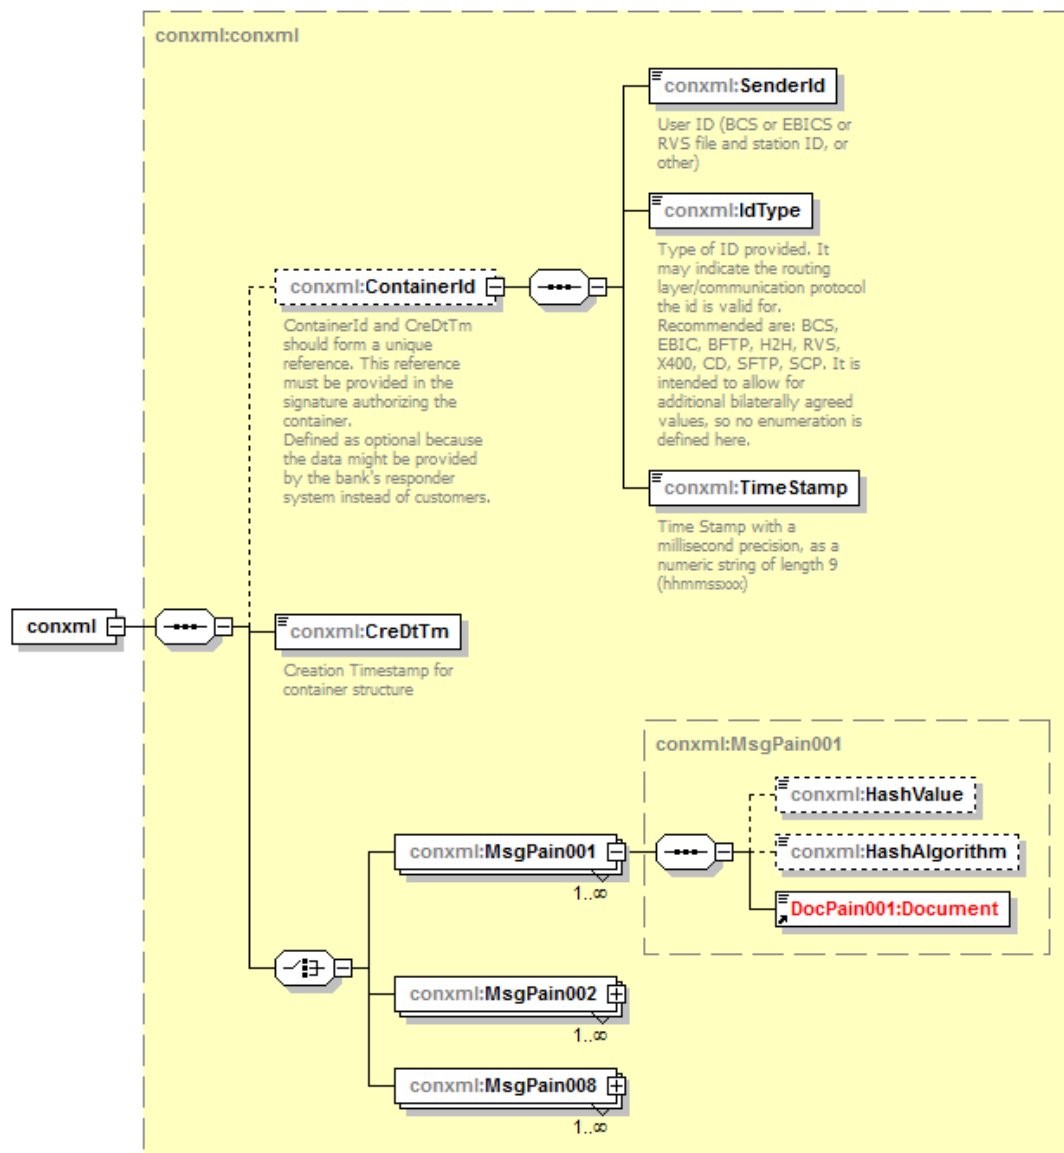 conxml:conxml
conxml:SenderId
User ID (BCS or EBICS or
RVS file and station ID, or
other)
conxml:IdType
Type of ID provided. It
may indicate the routing
layer/communication protocol
the id is valid for.
Recommended are: BCS,
EBIC, BFTP, H2H, RVS,
X400, CD, SFTP, SCP. It is
intended to allow for
additional bilaterally agreed
values, so no enumeration is
defined here.
conxml:ContainerId
ContainerId and CreDtTm
should form a unique
reference. This reference
must be provided in the
signature authorizing the
container.
Defined as optional because
the data might be provided
by the bank's responder
system instead of customers.
conxml:TimeStamp
Time Stamp with a
millisecond precision, as a
numeric string of length 9
(hhmmssxxx)
conxml
conxml:CreDtTm
Creation Timestamp for
container structure
conxml:MsgPain001
conxml:HashValue
conxml:HashAlgorithm
DocPain001:Document
conxml:MsgPain001
1..∞
conxml:MsgPain002
1..∞
conxml:MsgPain008
1..∞